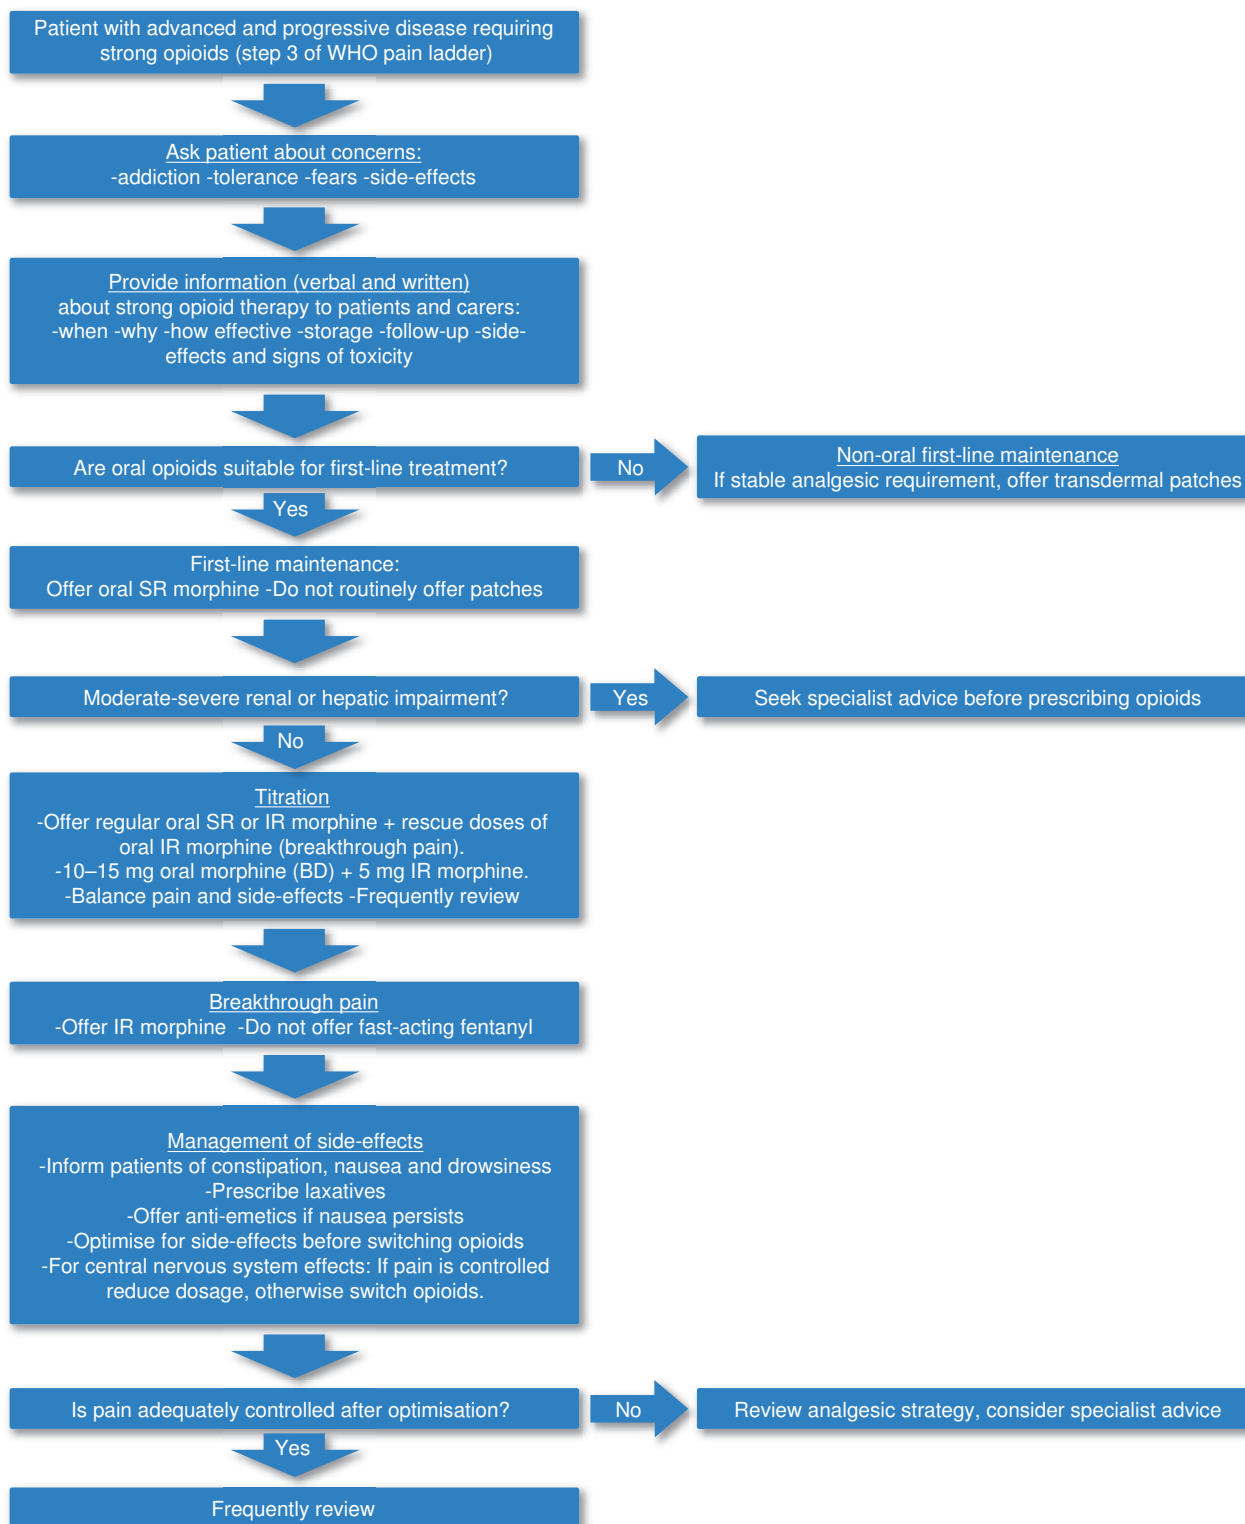 Patient with advanced and progressive disease requiring
strong opioids (step 3 of WHO pain ladder)
Ask patient about concerns:
-addiction -tolerance -fears -side-effects
Provide information (verbal and written)
about strong opioid therapy to patients and carers:
-when -why -how effective -storage -follow-up -side-
effects and signs of toxicity
Are oral opioids suitable for first-line treatment?
No
Non-oral first-line maintenance
If stable analgesic requirement, offer transdermal patches
Yes
First-line maintenance:
Offer oral SR morphine -Do not routinely offer patches
Moderate-severe renal or hepatic impairment?
Yes
Seek specialist advice before prescribing opioids
No
Titration
-Offer regular oral SR or IR morphine + rescue doses of
oral IR morphine (breakthrough pain).
-10–15 mg oral morphine (BD) + 5 mg IR morphine.
-Balance pain and side-effects -Frequently review
Breakthrough pain
-Offer IR morphine -Do not offer fast-acting fentanyl
Management of side-effects
-Inform patients of constipation, nausea and drowsiness
-Prescribe laxatives
-Offer anti-emetics if nausea persists
-Optimise for side-effects before switching opioids
-For central nervous system effects: If pain is controlled
reduce dosage, otherwise switch opioids.
Is pain adequately controlled after optimisation?
No
Review analgesic strategy, consider specialist advice
Yes
Frequently review